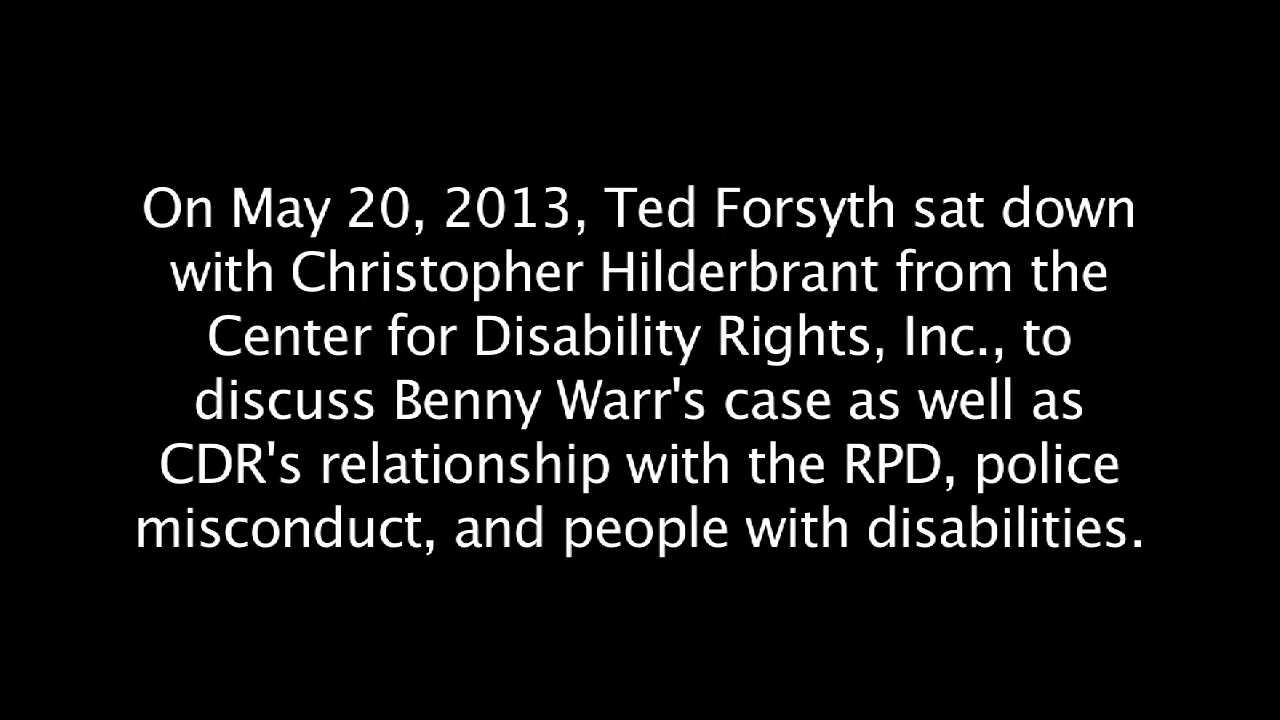 On May 20, 2013, Ted Forsyth sat down
with Christopher Hilderbrant from the
Center for Disability Rights, Inc., to
discuss Benny Warr's case as well as
CDR's relationship with the RPD, police
misconduct, and people with disabilities.